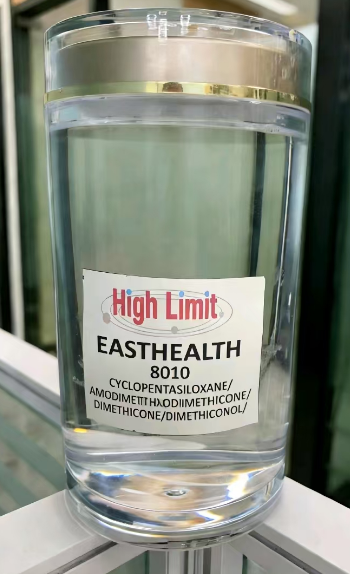 High Limit
EASTHEALTH
8010
CYCLOPENTASILOXANE/
DIMETHICONE/DIMETHICONOL/